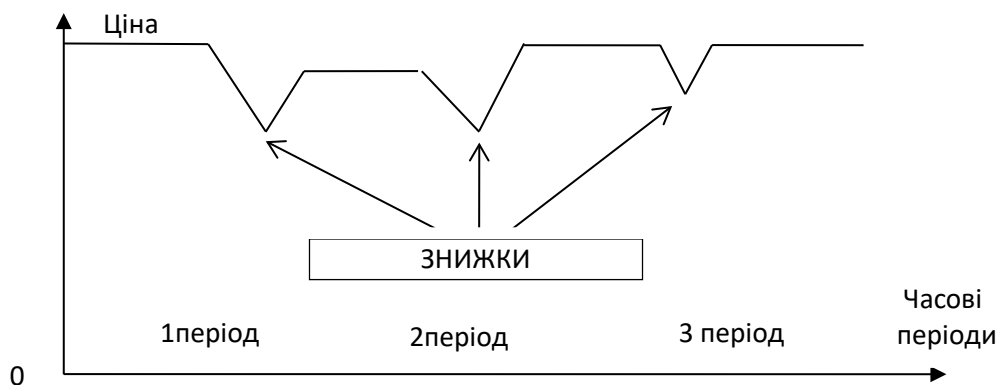 Ціна
ЗНИЖКИ
1період
2період
3 період
Часові
періоди
0